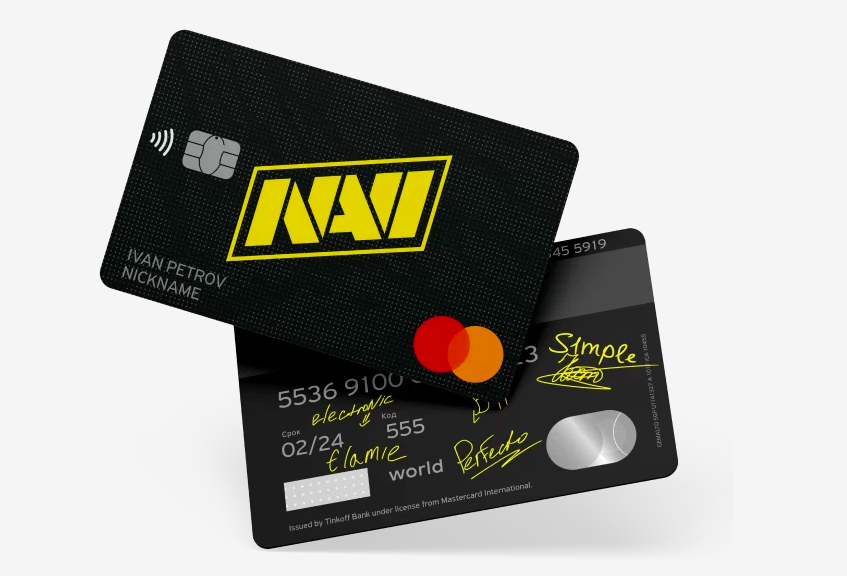 NAVI
IVAN PETROV
NICKNAME
545 5919
5536 9100
23
S1mple
electroNic
Срок
Код
02/24
555
flamie
world
Perfecto
Issued by Tinkoff Bank under license from Mastercard International.